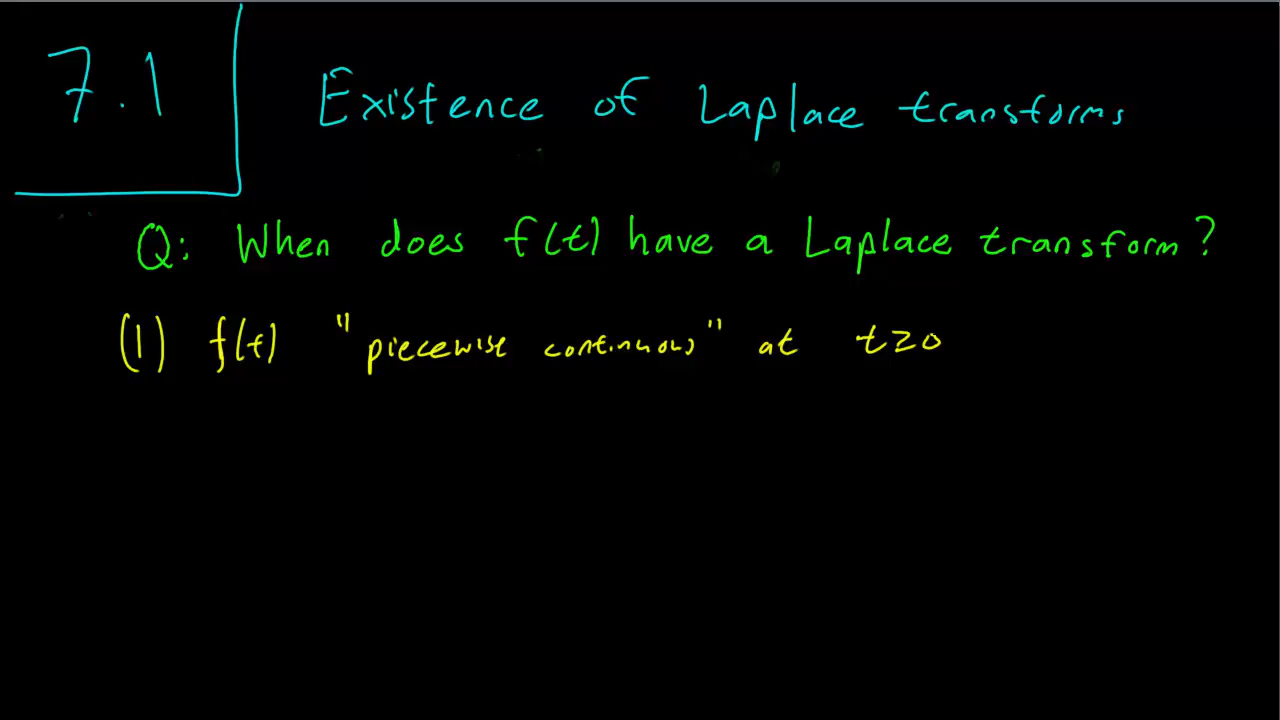 7.1
Existence of Laplace transforms
Q: When does f(t) have a Laplace transform?
(1) f(t) "piecewise continuous" at t≥0